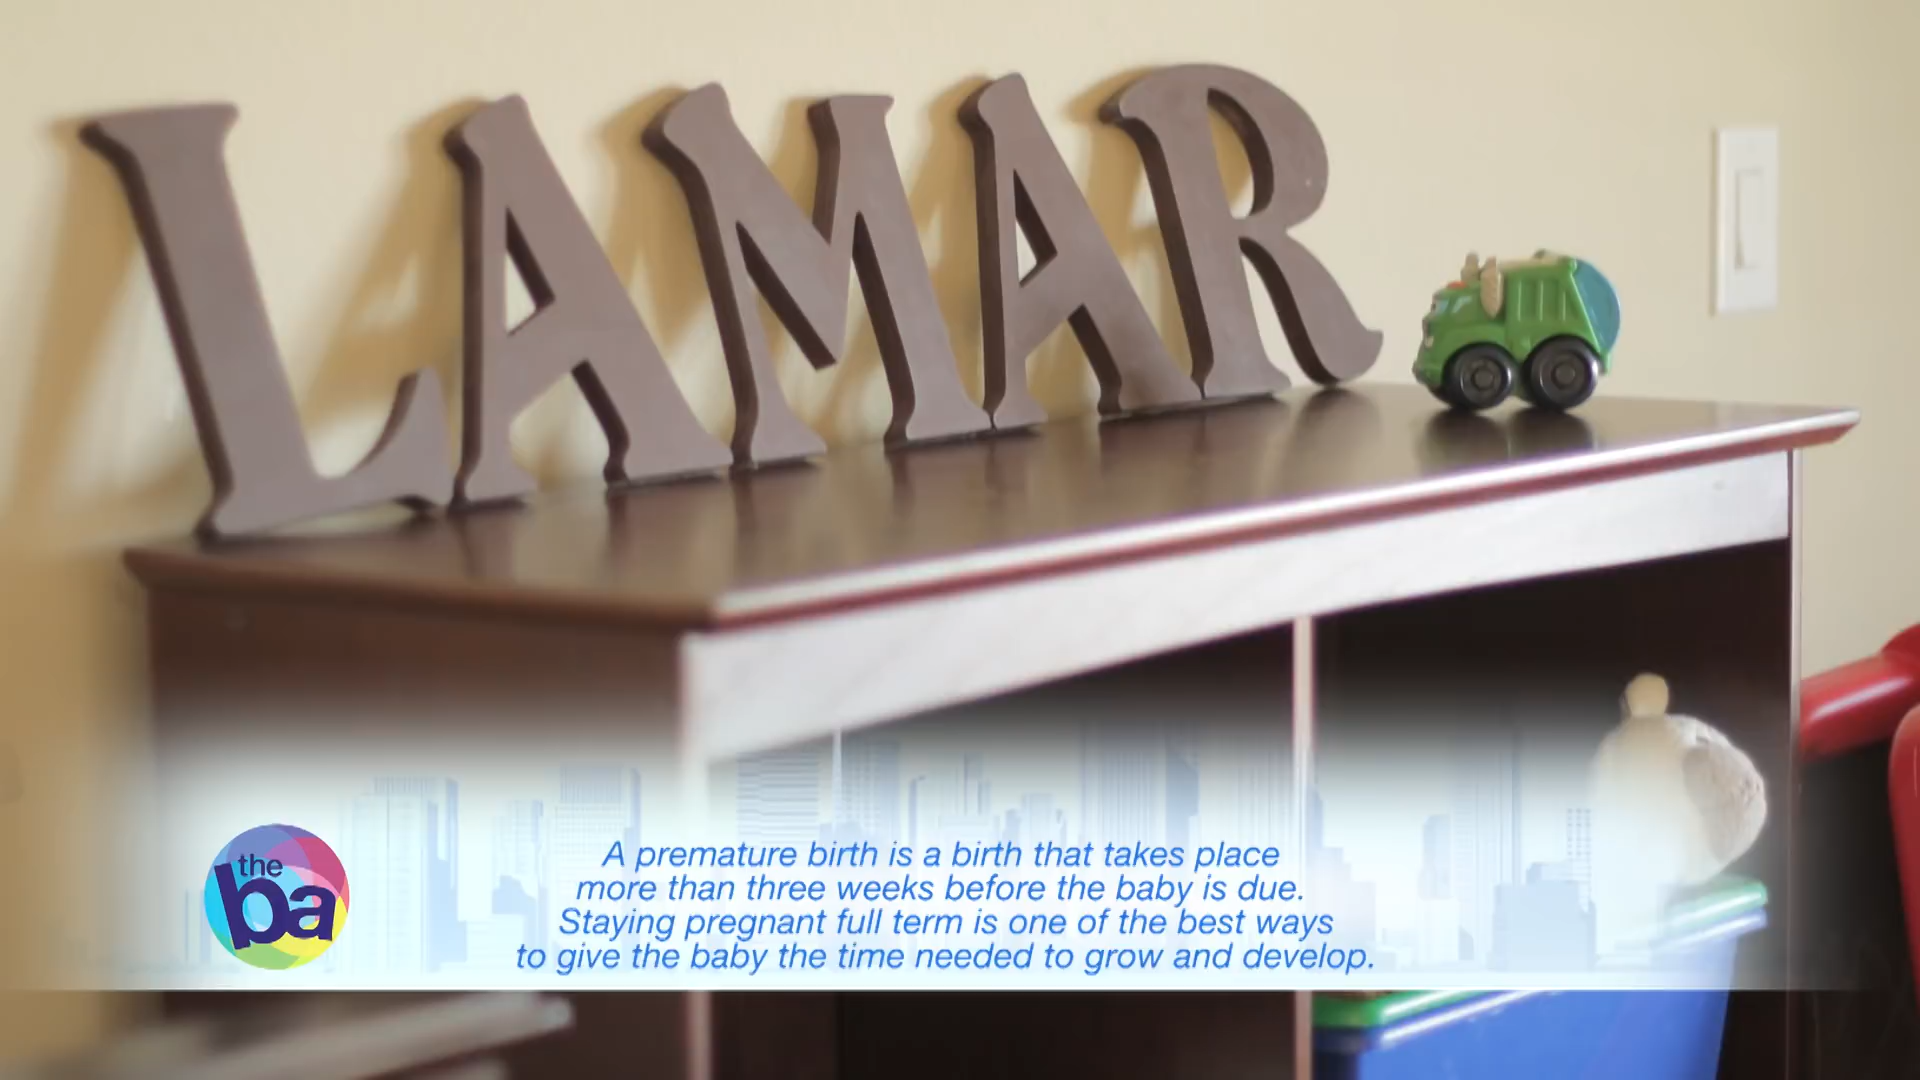 LAMAR
the
ba
A premature birth is a birth that takes place
more than three weeks before the baby is due.
Staying pregnant full term is one of the best ways
to give the baby the time needed to grow and develop.